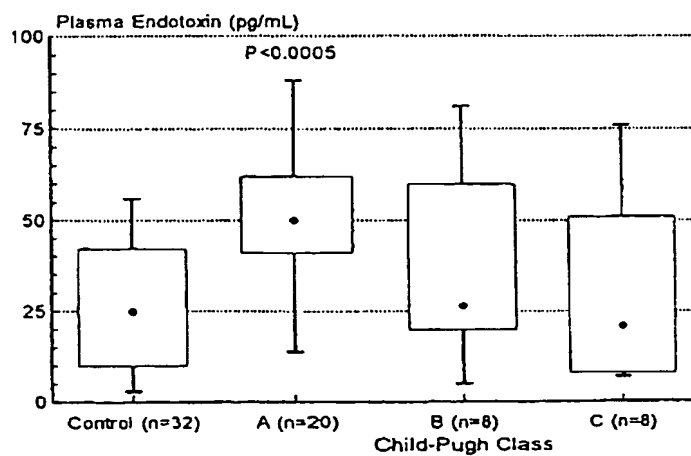 Plasma Endotoxin (pg/mL)
100
P<0.0005
75
50
25
0
Control (n=32) A (n=20) B (n=8) C (n=8)
Child-Pugh Class